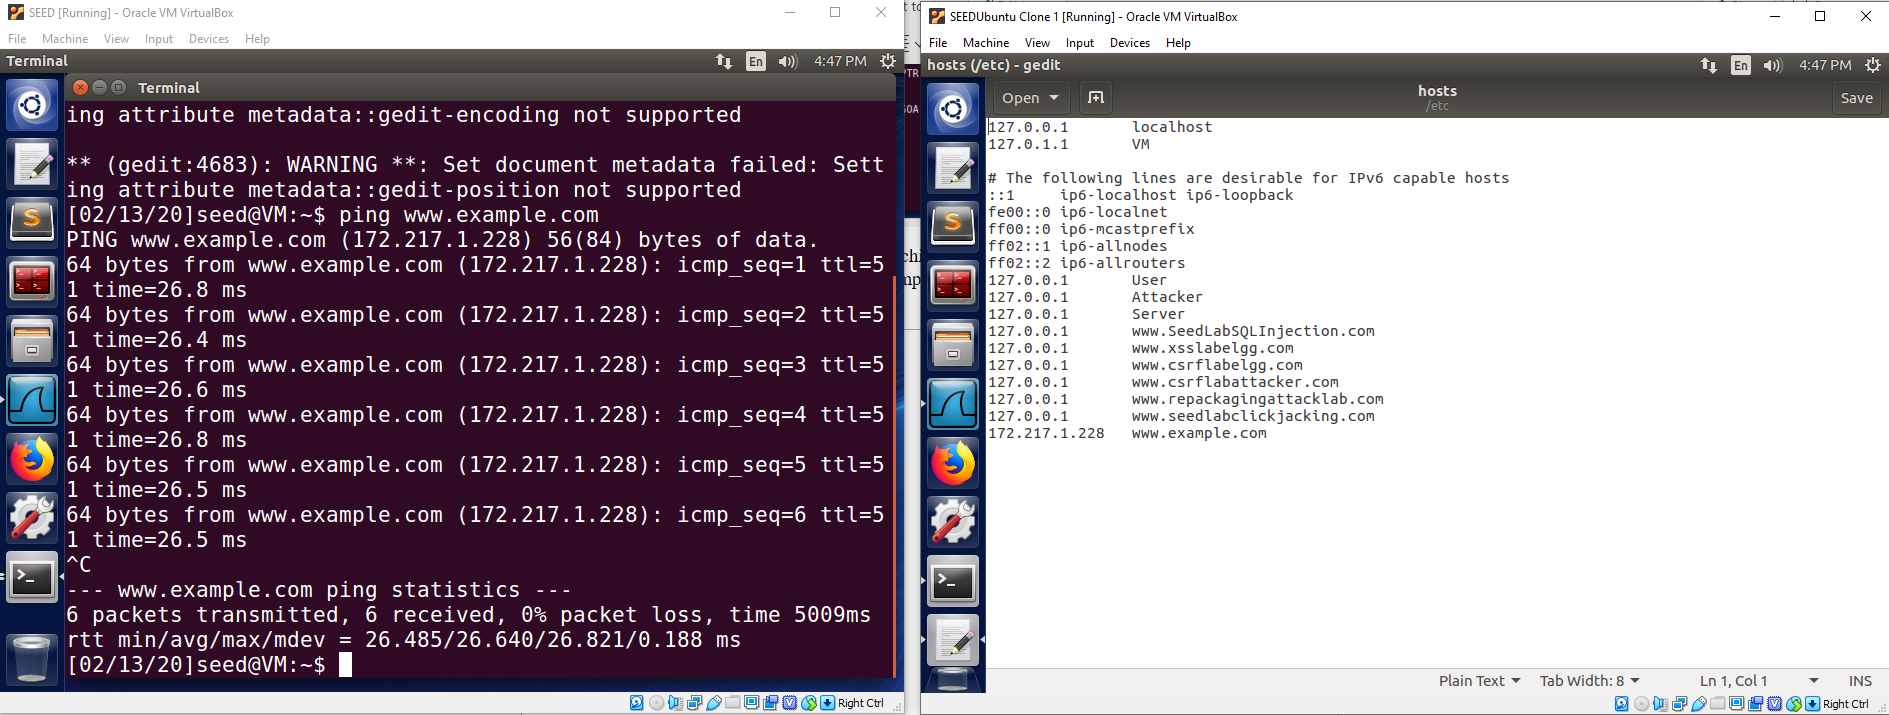 SEED [Running] - Oracle VM VirtualBox
File Machine View Input Devices Help
Terminal En 4:47 PM
Terminal
ing attribute metadata::gedit-encoding not supported
** (gedit:4683): WARNING **: Set document metadata failed: Sett
ing attribute metadata::gedit-position not supported
[02/13/20]seed@VM:~$ ping www.example.com
PING www.example.com (172.217.1.228) 56(84) bytes of data.
64 bytes from www.example.com (172.217.1.228): icmp_seq=1 ttl=5
1 time=26.8 ms
64 bytes from www.example.com (172.217.1.228): icmp_seq=2 ttl=5
1 time=26.4 ms
64 bytes from www.example.com (172.217.1.228): icmp_seq=3 ttl=5
1 time=26.6 ms
64 bytes from www.example.com (172.217.1.228): icmp_seq=4 ttl=5
1 time=26.8 ms
64 bytes from www.example.com (172.217.1.228): icmp_seq=5 ttl=5
1 time=26.5 ms
64 bytes from www.example.com (172.217.1.228): icmp_seq=6 ttl=5
1 time=26.5 ms
^C
--- www.example.com ping statistics ---
6 packets transmitted, 6 received, 0% packet loss, time 5009ms
rtt min/avg/max/mdev = 26.485/26.640/26.821/0.188 ms
[02/13/20]seed@VM:~$
Right Ctrl
SEEDUbuntu Clone 1 [Running] - Oracle VM VirtualBox
File Machine View Input Devices Help
hosts (/etc) - gedit En 4:47 PM
Open hosts Save
/etc
127.0.0.1 localhost
127.0.1.1 VM
# The following lines are desirable for IPv6 capable hosts
::1 ip6-localhost ip6-loopback
fe00::0 ip6-localnet
ff00::0 ip6-mcastprefix
ff02::1 ip6-allnodes
ff02::2 ip6-allrouters
127.0.0.1 User
127.0.0.1 Attacker
127.0.0.1 Server
127.0.0.1 www.SeedLabSQLInjection.com
127.0.0.1 www.xsslabelgg.com
127.0.0.1 www.csrflabelgg.com
127.0.0.1 www.csrflabattacker.com
127.0.0.1 www.repackagingattacklab.com
127.0.0.1 www.seedlabclickjacking.com
172.217.1.228 www.example.com
Plain Text Tab Width: 8 Ln 1, Col 1 INS
Right Ctrl